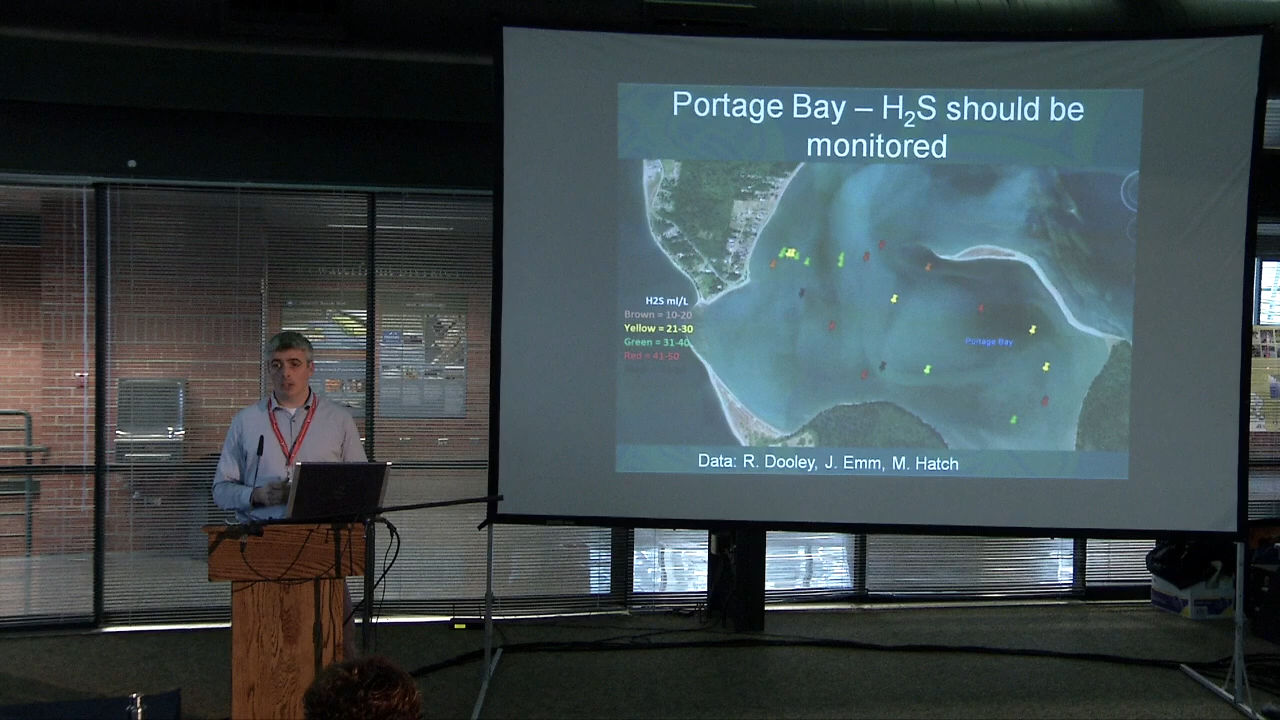 Portage Bay – H₂S should be
monitored
H2S ml/L
Brown = 10-20
Yellow = 21-30
Green = 31-40
Red = 41-50
Portage Bay
Data: R. Dooley, J. Emm, M. Hatch